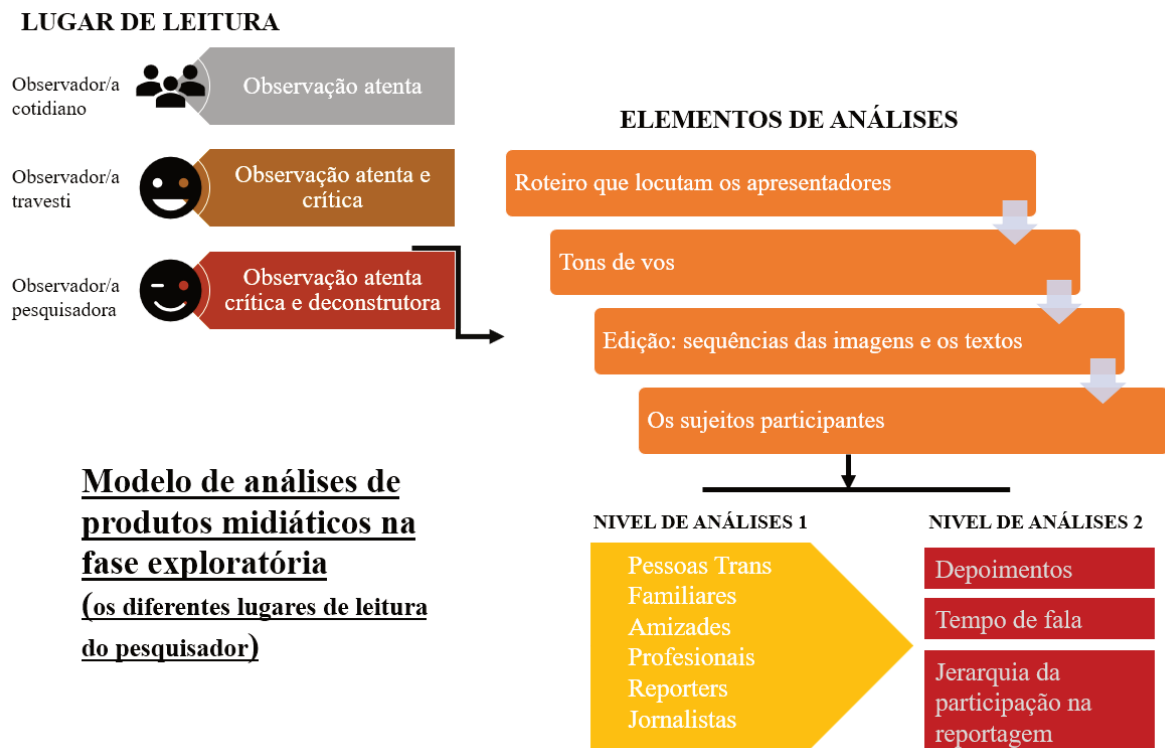 LUGAR DE LEITURA
Observador/a
cotidiano
Observação atenta
Observador/a
travesti
Observação atenta e
crítica
Observador/a
pesquisadora
Observação atenta
crítica e deconstrutora
ELEMENTOS DE ANÁLISES
Roteiro que locutam os apresentadores
Tons de vos
Edição: sequências das imagens e os textos
Os sujeitos participantes
Modelo de análises de
produtos midiáticos na
fase exploratória
(os diferentes lugares de leitura
do pesquisador)
NIVEL DE ANÁLISES 1
Pessoas Trans
Familiares
Amizades
Profesionais
Reporters
Jornalistas
NIVEL DE ANÁLISES 2
Depoimentos
Tempo de fala
Jerarquia da
participação na
reportagem